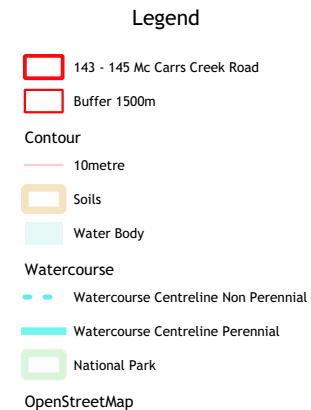 Legend
143 - 145 Mc Carrs Creek Road
Buffer 1500m
Contour
10metre
Soils
Water Body
Watercourse
Watercourse Centreline Non Perennial
Watercourse Centreline Perennial
National Park
OpenStreetMap